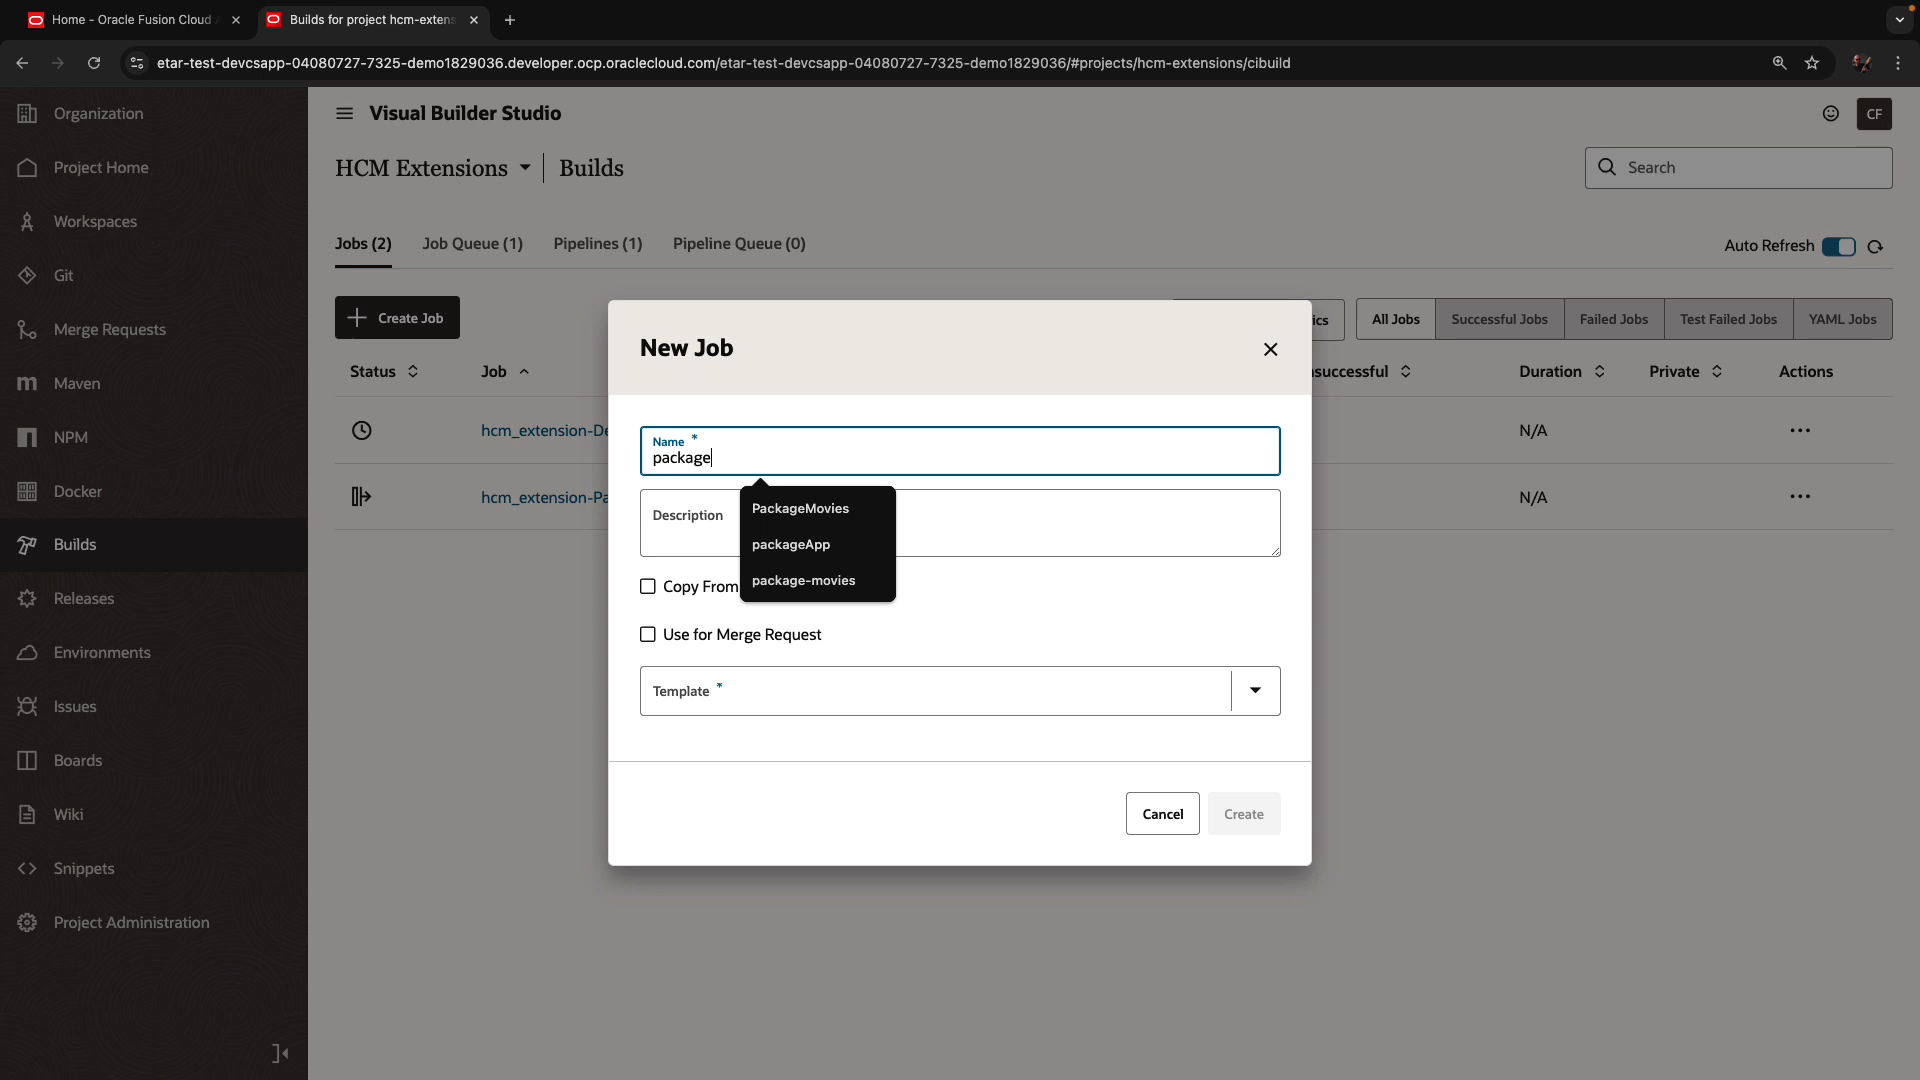 Home - Oracle Fusion Cloud
Builds for project hcm-extens
etar-test-devcsapp-04080727-7325-demo1829036.developer.ocp.oraclecloud.com/etar-test-devcsapp-04080727-7325-demo1829036/#projects/hcm-extensions/cibuild
Organization
Project Home
Workspaces
Git
Merge Requests
Maven
NPM
Docker
Builds
Releases
Environments
Issues
Boards
Wiki
Snippets
Project Administration
Visual Builder Studio
CF
HCM Extensions
Builds
Search
Jobs (2)
Job Queue (1)
Pipelines (1)
Pipeline Queue (0)
Auto Refresh
Create Job
ics
All Jobs
Successful Jobs
Failed Jobs
Test Failed Jobs
YAML Jobs
Status
Job
successful
Duration
Private
Actions
hcm_extension-De
N/A
hcm_extension-Pa
N/A
New Job
Name *
package
PackageMovies
packageApp
package-movies
Description
Copy From
Use for Merge Request
Template *
Cancel
Create